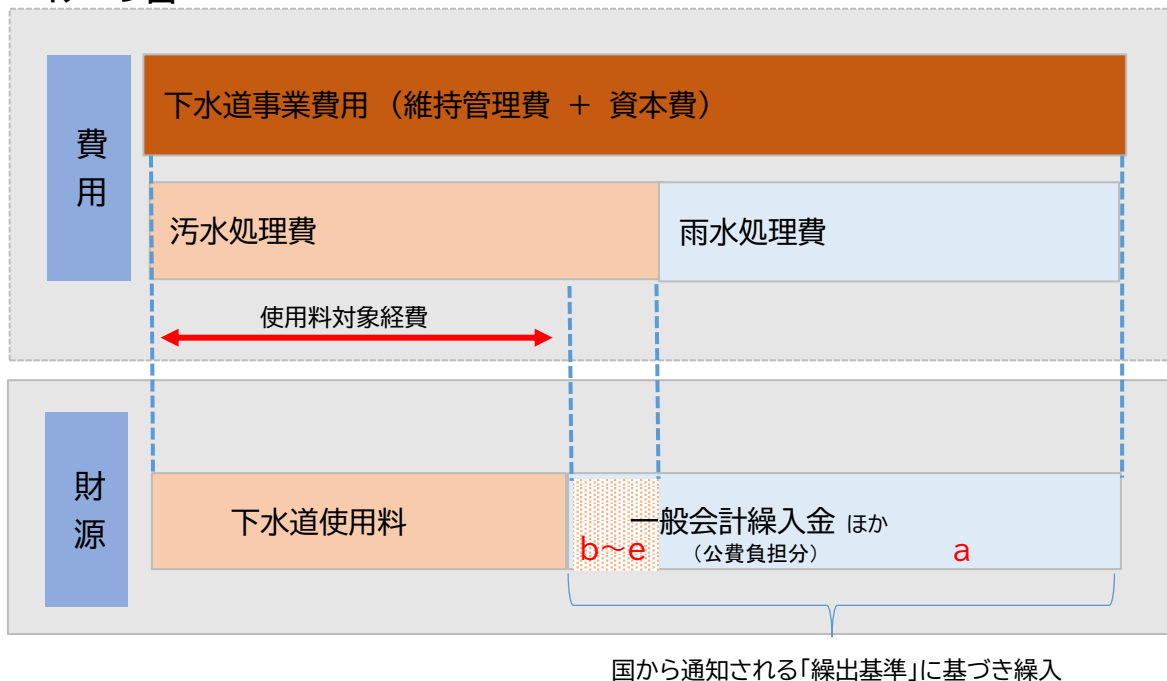 費用
下水道事業費用（維持管理費 ＋ 資本費）
汚水処理費
雨水処理費
使用料対象経費
財源
下水道使用料
一般会計繰入金 ほか
（公費負担分）
b～e
a
国から通知される「繰出基準」に基づき繰入